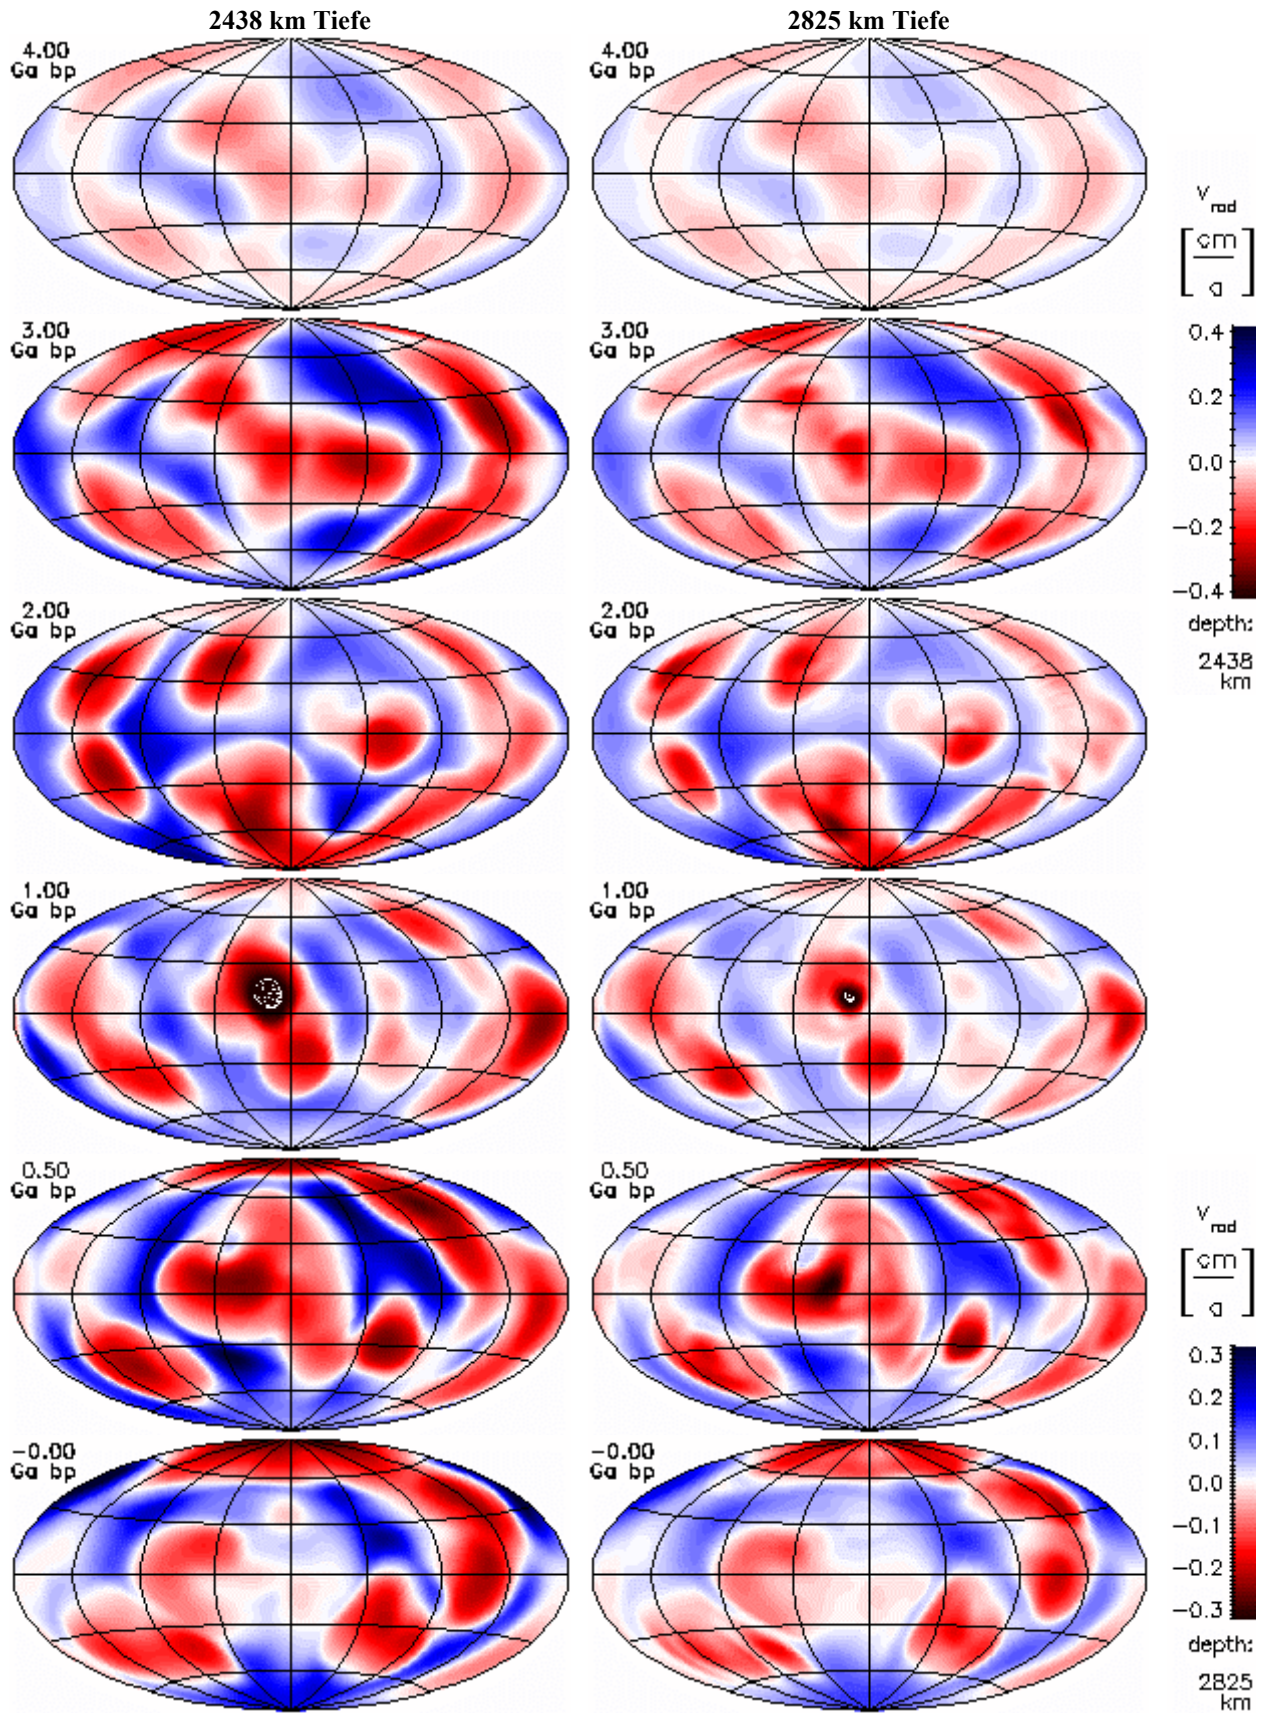 2438 km Tiefe
2825 km Tiefe
4.00
Ga bp
4.00
Ga bp
v rad
[ cm
a ]
3.00
Ga bp
3.00
Ga bp
0.4
0.2
0.0
−0.2
−0.4
2.00
Ga bp
2.00
Ga bp
depth:
2438
km
1.00
Ga bp
1.00
Ga bp
0.50
Ga bp
0.50
Ga bp
v rad
[ cm
a ]
0.3
0.2
0.1
0.0
−0.1
−0.2
−0.3
−0.00
Ga bp
−0.00
Ga bp
depth:
2825
km